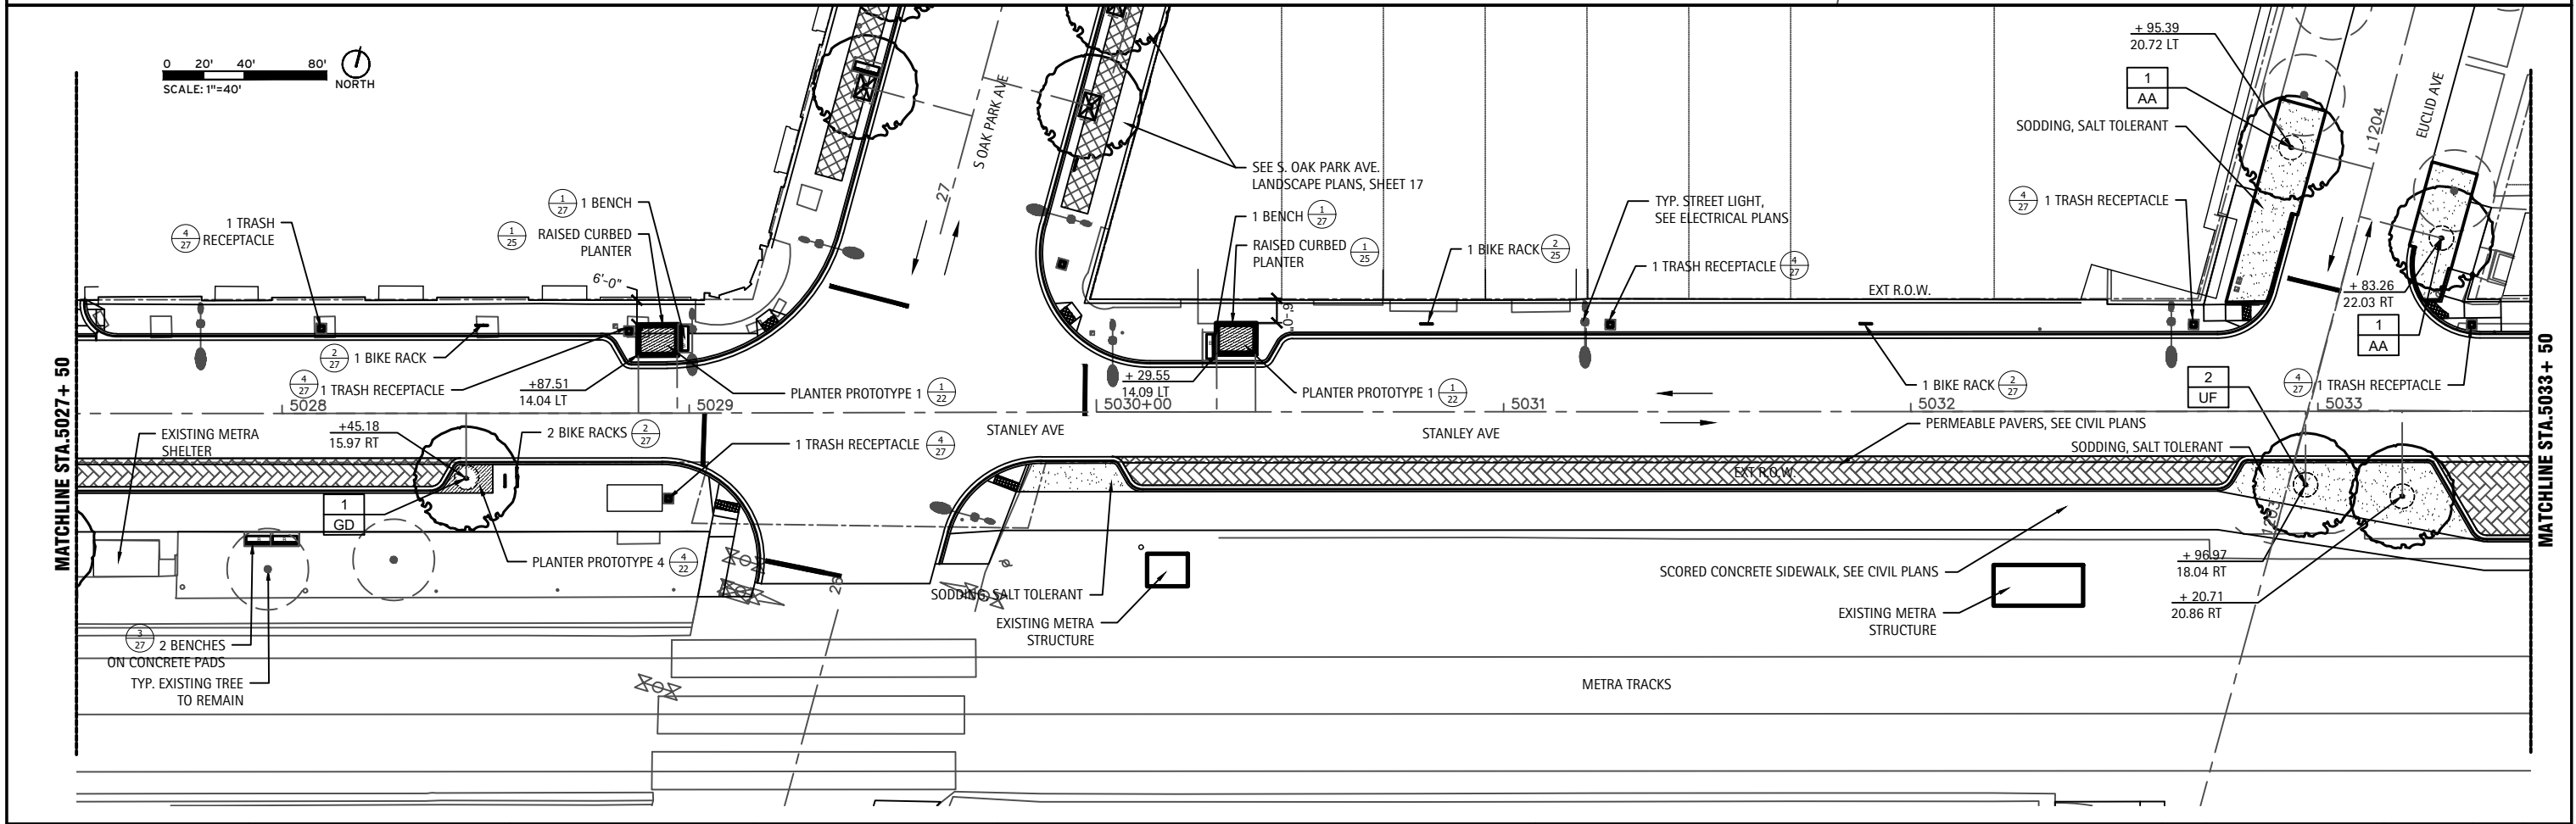 0 20' 40' 80'
SCALE: 1"=40'
NORTH
MATCHLINE STA.5027+ 50
4
27
1 TRASH
RECEPTACLE
1
27
1 BENCH
1
25
RAISED CURBED
PLANTER
6'-0"
2
27
1 BIKE RACK
4
27
1 TRASH RECEPTACLE
+87.51
14.04 LT
PLANTER PROTOTYPE 1
1
22
S OAK PARK AVE
27
SEE S. OAK PARK AVE.
LANDSCAPE PLANS, SHEET 17
1 BENCH
1
27
RAISED CURBED
PLANTER
1
25
6'-0"
+ 29.55
14.09 LT
PLANTER PROTOTYPE 1
1
22
1 BIKE RACK
2
25
TYP. STREET LIGHT,
SEE ELECTRICAL PLANS
1 TRASH RECEPTACLE
4
27
EXT R.O.W.
1 BIKE RACK
2
27
+ 95.39
20.72 LT
1
AA
SODDING, SALT TOLERANT
4
27
1 TRASH RECEPTACLE
1204
EUCLID AVE
+ 83.26
22.03 RT
1
AA
2
UF
4
27
1 TRASH RECEPTACLE
5028
5029
5030+00
5031
5032
5033
EXISTING METRA
SHELTER
+45.18
15.97 RT
2 BIKE RACKS
2
27
1 TRASH RECEPTACLE
4
27
STANLEY AVE
STANLEY AVE
PERMEABLE PAVERS, SEE CIVIL PLANS
SODDING, SALT TOLERANT
EXT R.O.W.
1
GD
PLANTER PROTOTYPE 4
4
22
26
SODDING, SALT TOLERANT
EXISTING METRA
STRUCTURE
SCORED CONCRETE SIDEWALK, SEE CIVIL PLANS
EXISTING METRA
STRUCTURE
1203
+ 96.97
18.04 RT
+ 20.71
20.86 RT
3
27
2 BENCHES
ON CONCRETE PADS
TYP. EXISTING TREE
TO REMAIN
METRA TRACKS
MATCHLINE STA.5033+ 50